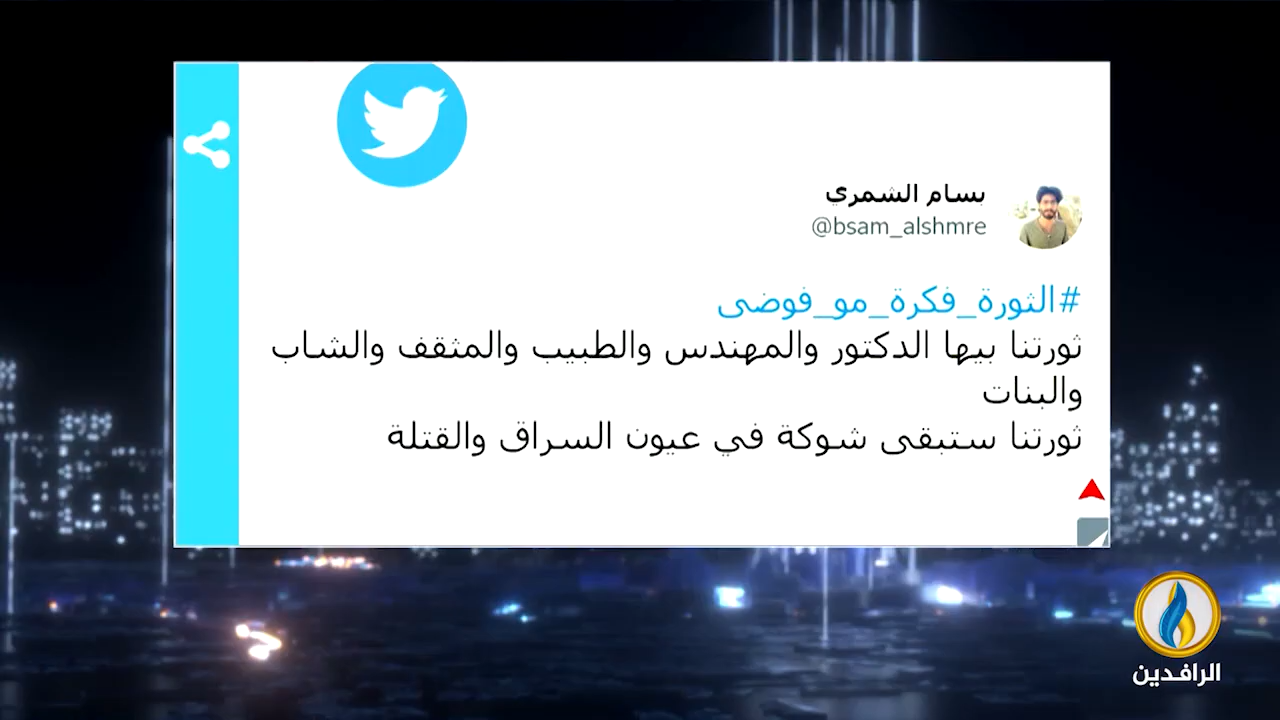 بسام الشمري
@bsam_alshmre
#الثورة_فكرة_مو_فوضى
ثورتنا بيها الدكتور والمهندس والطبيب والمثقف والشاب
والبنات
ثورتنا ستبقى شوكة في عيون السراق والقتلة
الرافدين